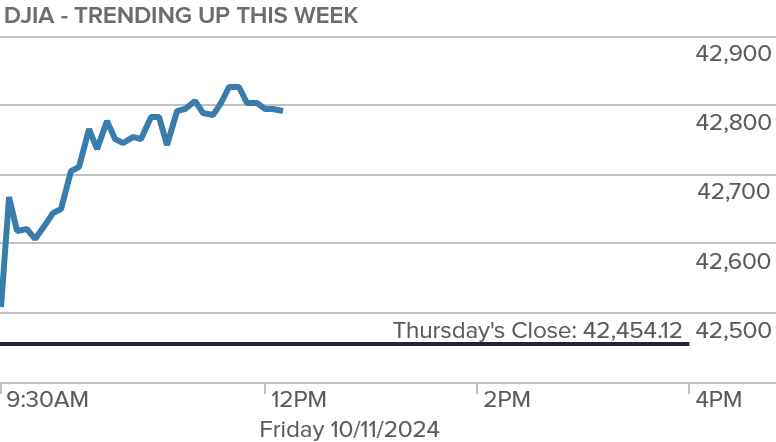 DJIA - TRENDING UP THIS WEEK
42,900
42,800
42,700
42,600
Thursday's Close: 42,454.12 42,500
9:30AM 12PM 2PM 4PM
Friday 10/11/2024